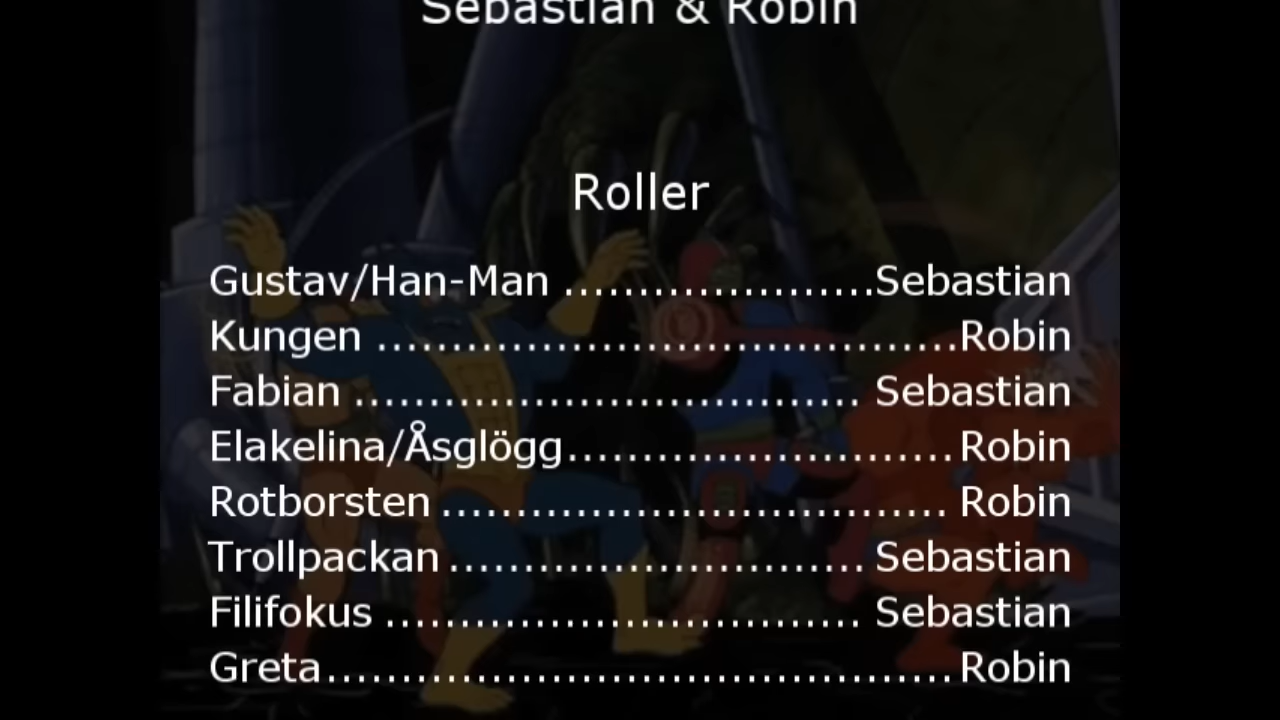 Sebastian & Robin
Roller
Gustav/Han-Man .....................Sebastian
Kungen .......................................Robin
Fabian .................................. Sebastian
Elakelina/Åsglögg..........................Robin
Rotborsten .................................. Robin
Trollpackan ............................ Sebastian
Filifokus ................................ Sebastian
Greta..........................................Robin